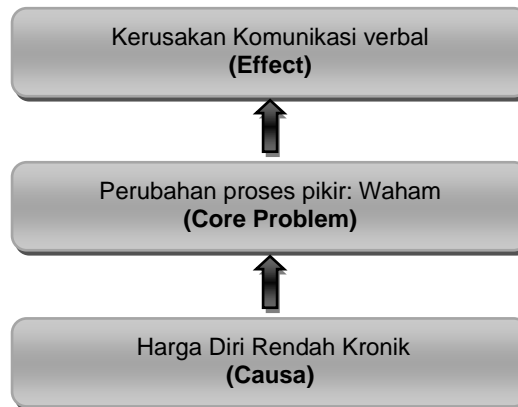 Kerusakan Komunikasi verbal
(Effect)
Perubahan proses pikir: Waham
(Core Problem)
Harga Diri Rendah Kronik
(Causa)